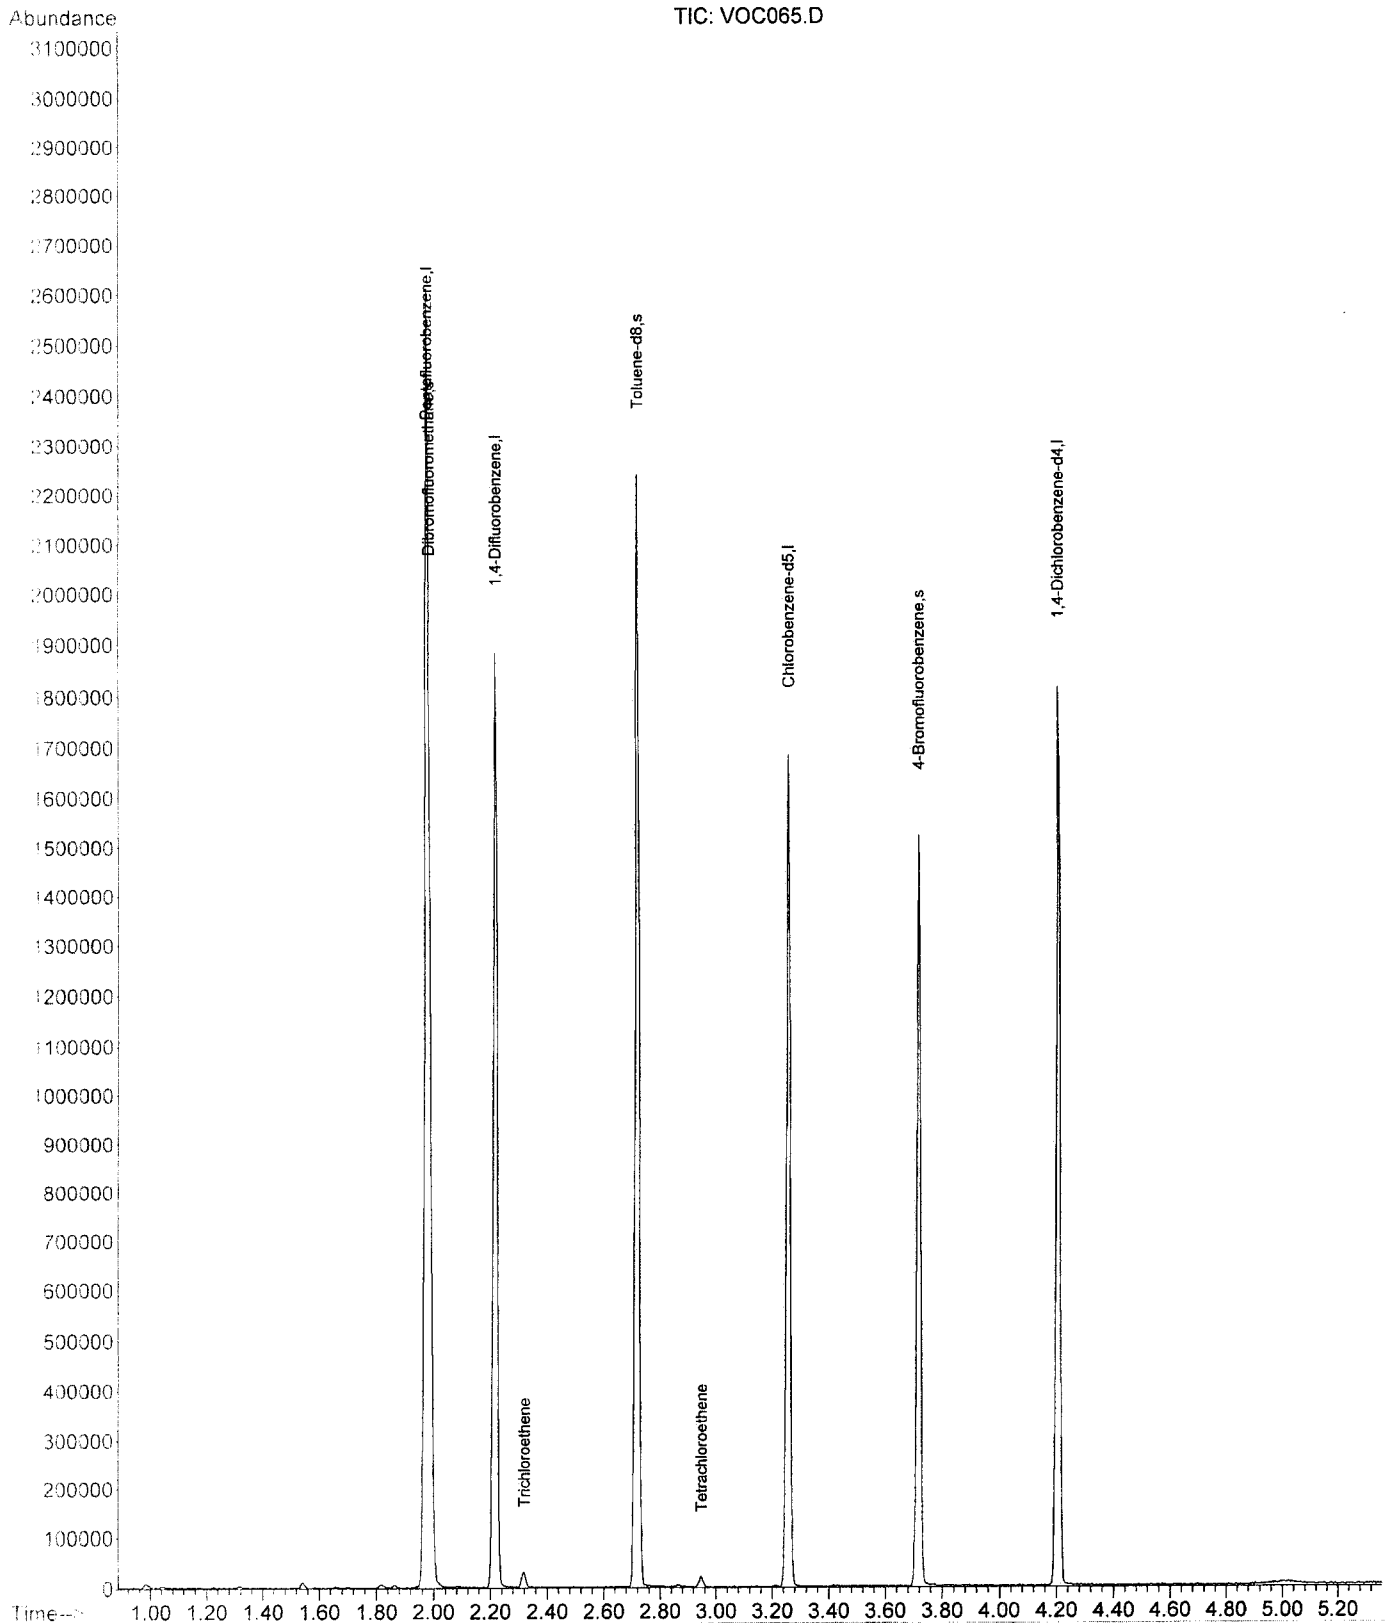 Abundance
TIC: VOC065.D
3100000
3000000
2900000
2800000
2700000
2600000
2500000
2400000
2300000
2200000
2100000
2000000
1900000
1800000
1700000
1600000
1500000
1400000
1300000
1200000
1100000
1000000
900000
800000
700000
600000
500000
400000
300000
200000
100000
0
Pentafluorobenzene,I
Dibromofluoromethane,s
1,4-Difluorobenzene,I
Trichloroethene
Toluene-d8,s
Tetrachloroethene
Chlorobenzene-d5,I
4-Bromofluorobenzene,s
1,4-Dichlorobenzene-d4,I
Time--> 1.00 1.20 1.40 1.60 1.80 2.00 2.20 2.40 2.60 2.80 3.00 3.20 3.40 3.60 3.80 4.00 4.20 4.40 4.60 4.80 5.00 5.20